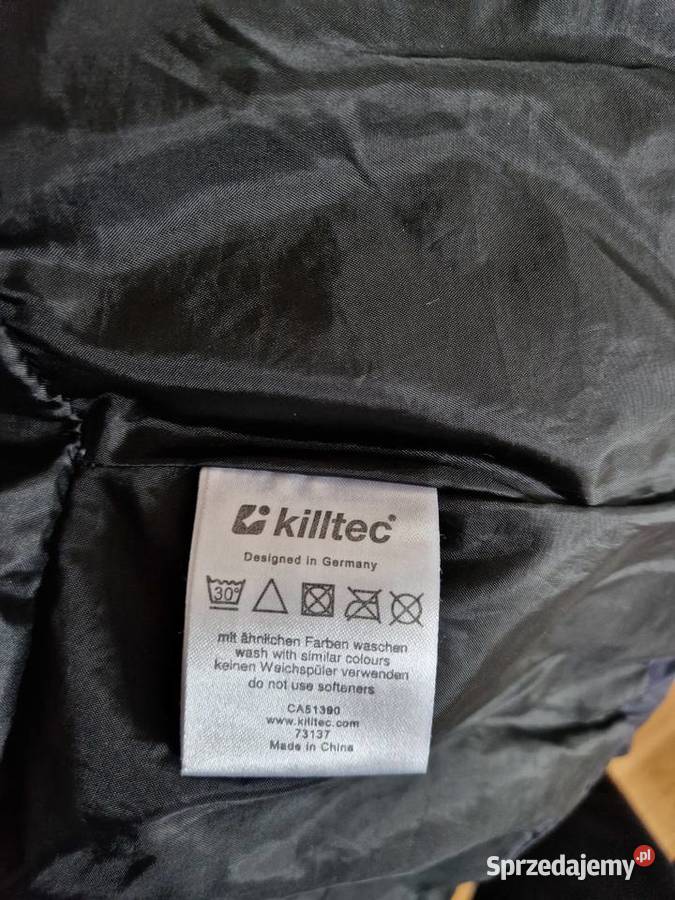 killtec®
Designed in Germany
30°
mit ähnlichen Farben waschen
wash with similar colours
keinen Weichspüler verwenden
do not use softeners
CA51390
www.killtec.com
73137
Made in China
Sprzedajemy.pl